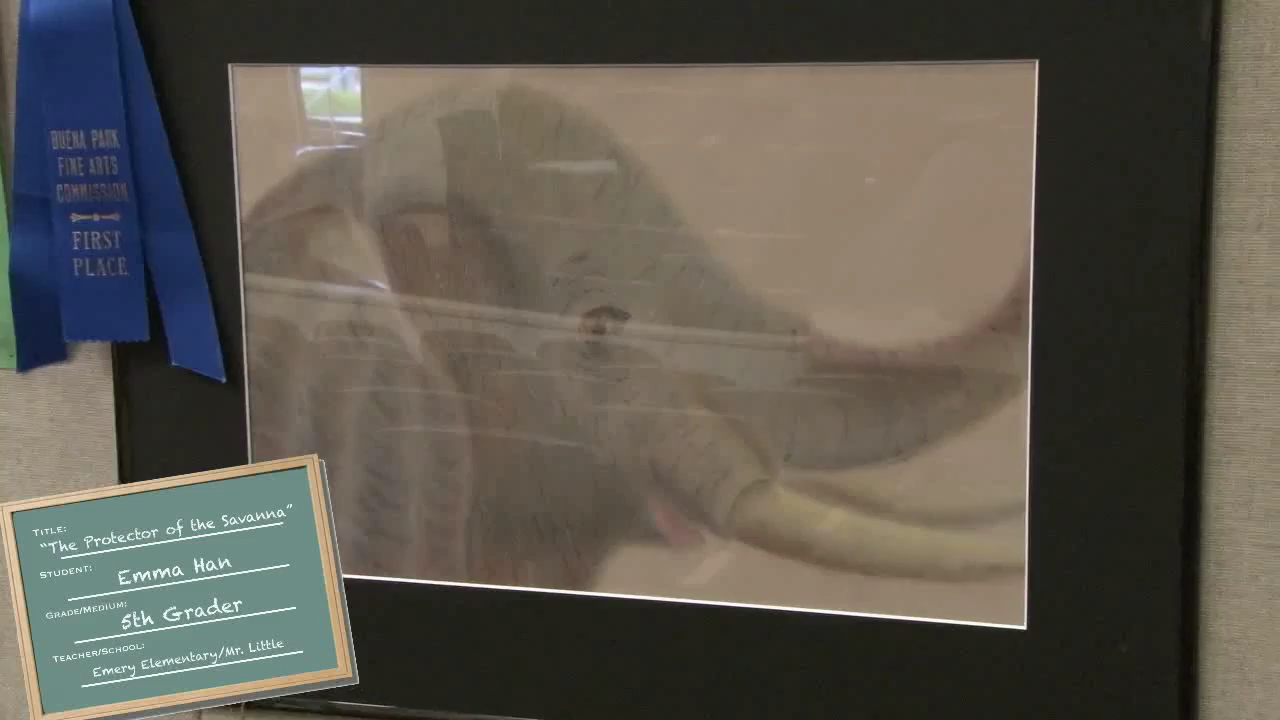 BUENA PARK
FINE ARTS
COMMISSION
FIRST
PLACE
TITLE:
"The Protector of the Savanna"
STUDENT:
Emma Han
GRADE/MEDIUM:
5th Grader
TEACHER/SCHOOL:
Emery Elementary/Mr. Little